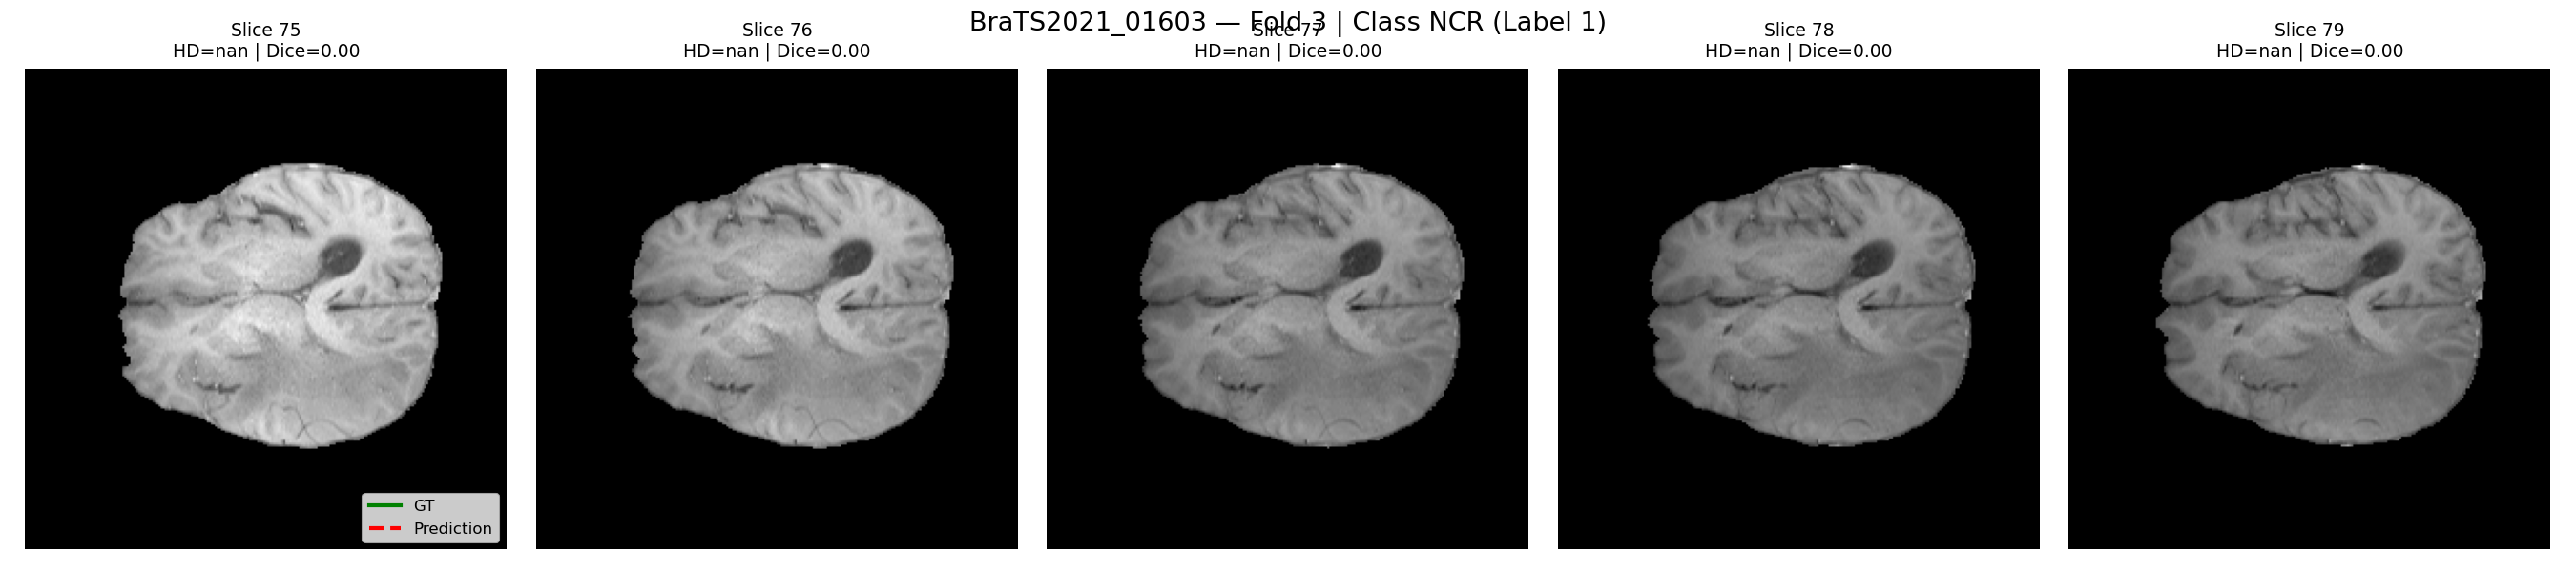 BraTS2021_01603 — Fold 3 | Class NCR (Label 1)
Slice 75
HD=nan | Dice=0.00
Slice 76
HD=nan | Dice=0.00
Slice 77
HD=nan | Dice=0.00
Slice 78
HD=nan | Dice=0.00
Slice 79
HD=nan | Dice=0.00
GT
Prediction